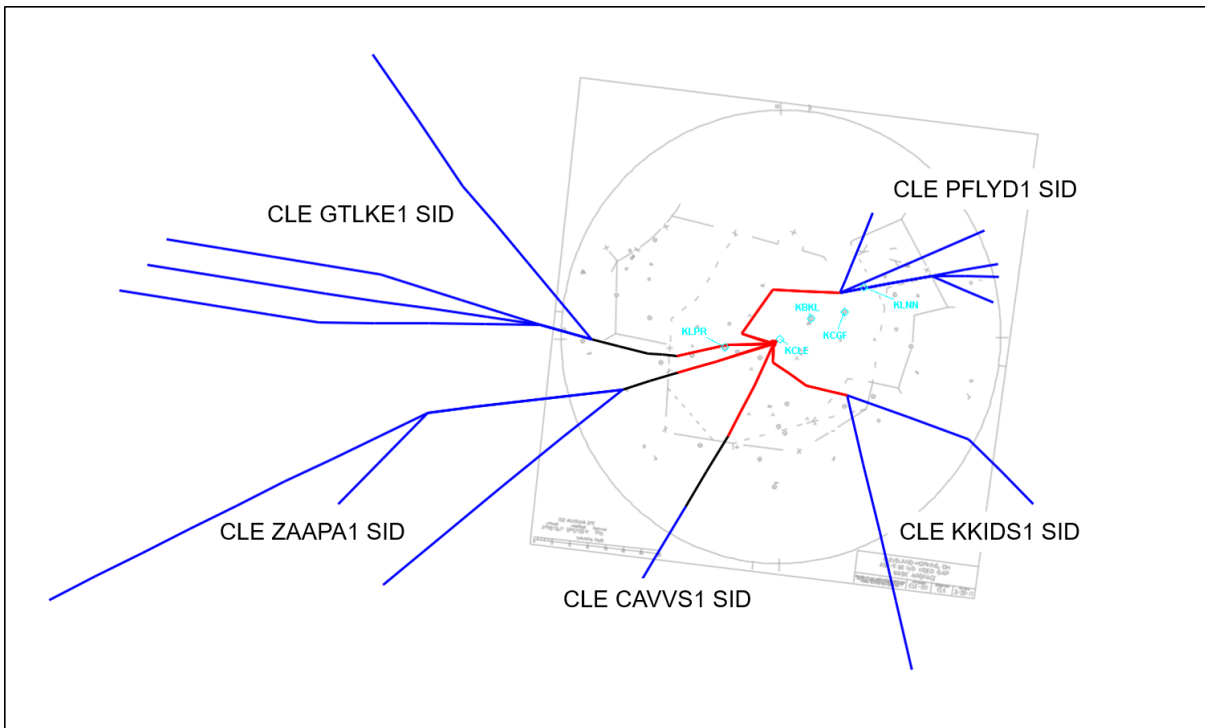 CLE PFLYD1 SID
CLE GTLKE1 SID
KLNN
KBKL
KCGF
KLPR
KCLE
CLE ZAAPA1 SID
CLE KKIDS1 SID
CLE CAVVS1 SID